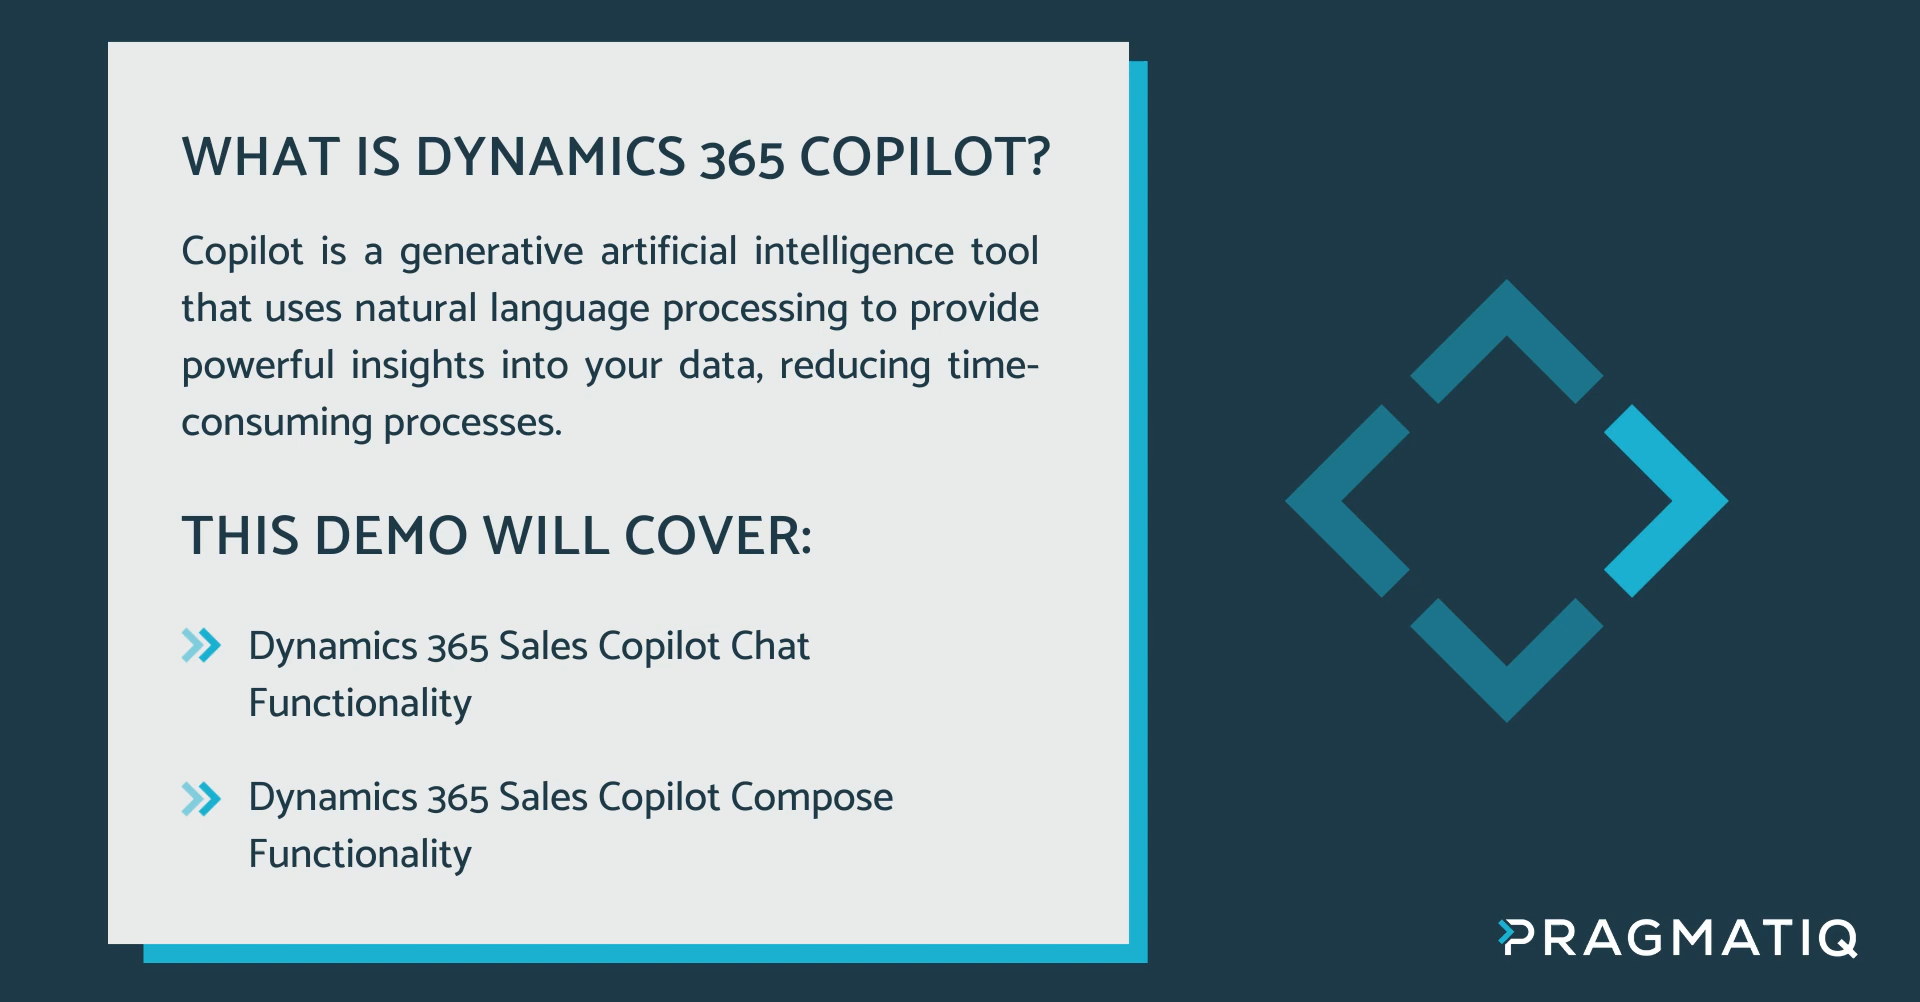 WHAT IS DYNAMICS 365 COPILOT?
Copilot is a generative artificial intelligence tool
that uses natural language processing to provide
powerful insights into your data, reducing time-
consuming processes.
THIS DEMO WILL COVER:
Dynamics 365 Sales Copilot Chat
Functionality
Dynamics 365 Sales Copilot Compose
Functionality
PRAGMATIQ